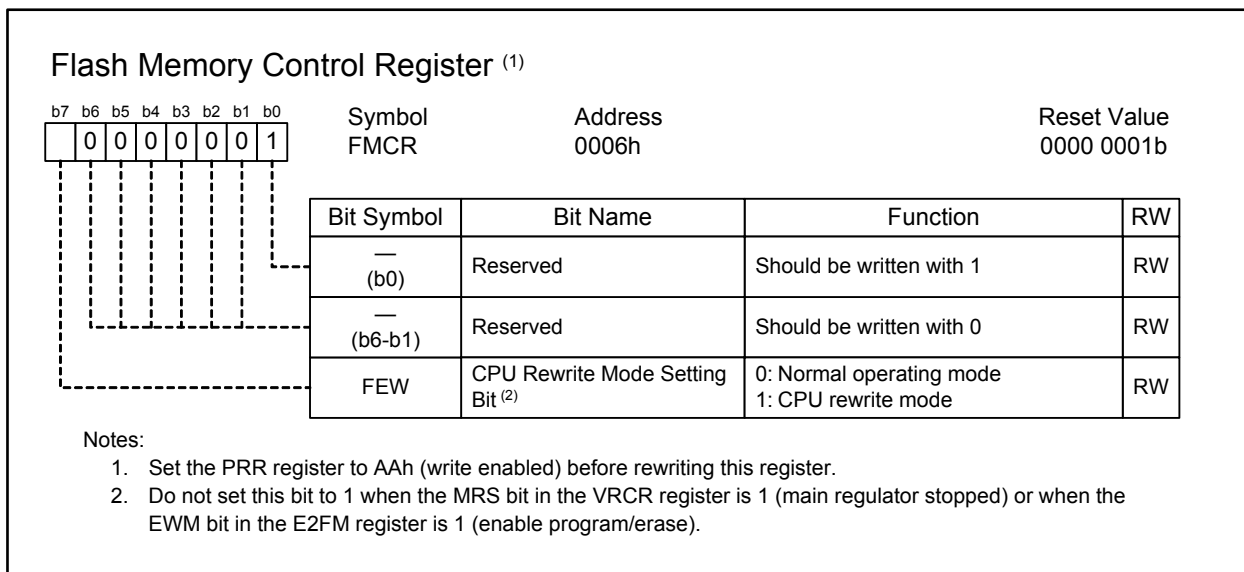 Flash Memory Control Register (1)
b7 b6 b5 b4 b3 b2 b1 b0
0 0 0 0 0 0 1
Symbol Address Reset Value
FMCR 0006h 0000 0001b
Bit Symbol Bit Name Function RW
— (b0) Reserved Should be written with 1 RW
— (b6-b1) Reserved Should be written with 0 RW
FEW CPU Rewrite Mode Setting Bit (2) 0: Normal operating mode 1: CPU rewrite mode RW
Notes:
1. Set the PRR register to AAh (write enabled) before rewriting this register.
2. Do not set this bit to 1 when the MRS bit in the VRCR register is 1 (main regulator stopped) or when the
EWM bit in the E2FM register is 1 (enable program/erase).